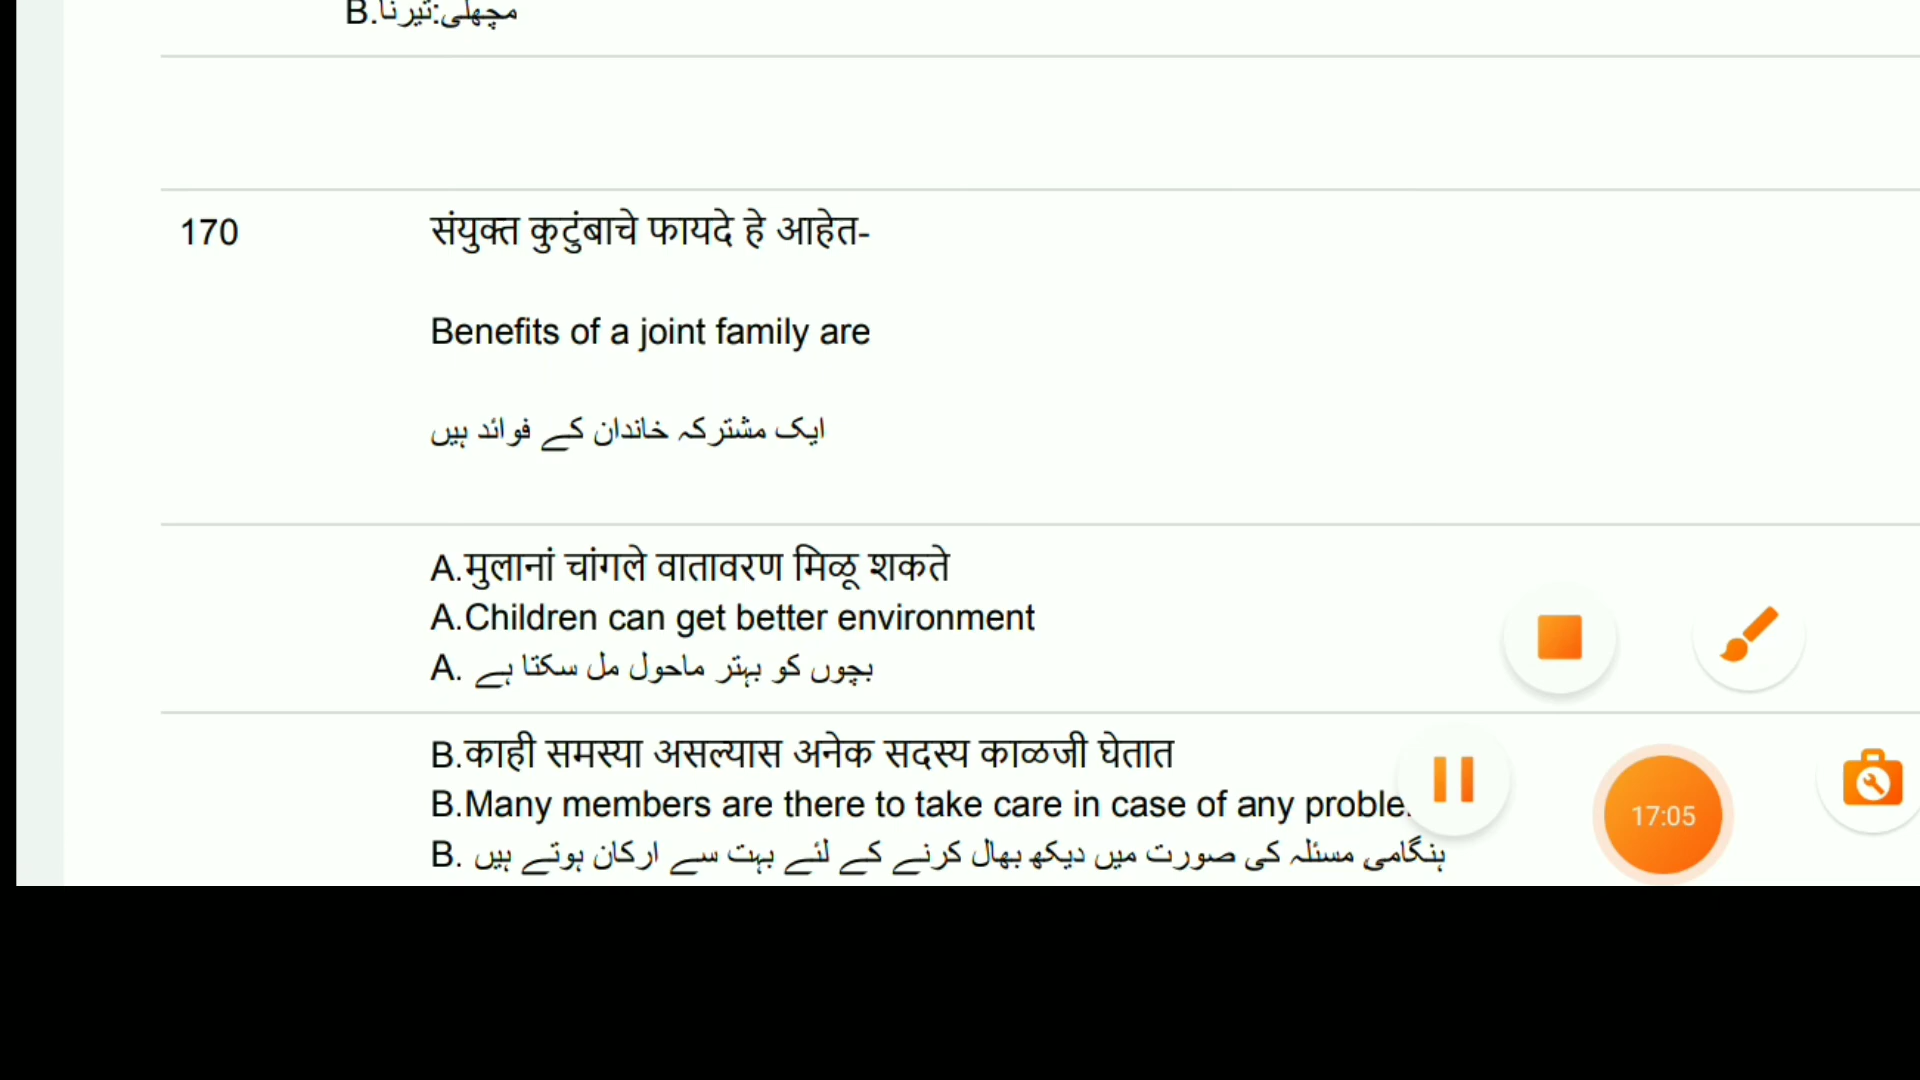 B.مچھلی:تیرنا
170
संयुक्त कुटुंबाचे फायदे हे आहेत-
Benefits of a joint family are
ایک مشترکہ خاندان کے فوائد ہیں
A.मुलानां चांगले वातावरण मिळू शकते
A.Children can get better environment
A. بچوں کو بہتر ماحول مل سکتا ہے
B.काही समस्या असल्यास अनेक सदस्य काळजी घेतात
B.Many members are there to take care in case of any proble
B. ہنگامی مسئلہ کی صورت میں دیکھ بھال کرنے کے لئے بہت سے ارکان ہوتے ہیں
17:05